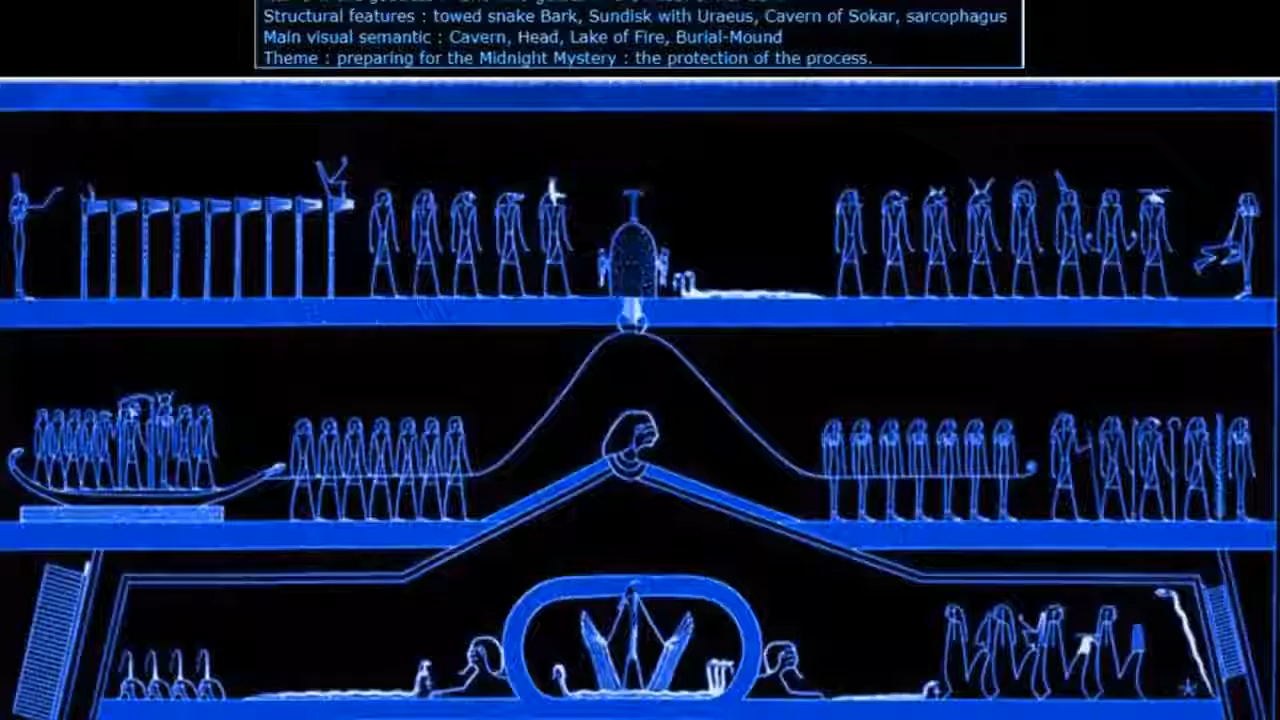 Structural features : towed snake Bark, Sundisk with Uraeus, Cavern of Sokar, sarcophagus
Main visual semantic : Cavern, Head, Lake of Fire, Burial-Mound
Theme : preparing for the Midnight Mystery : the protection of the process.